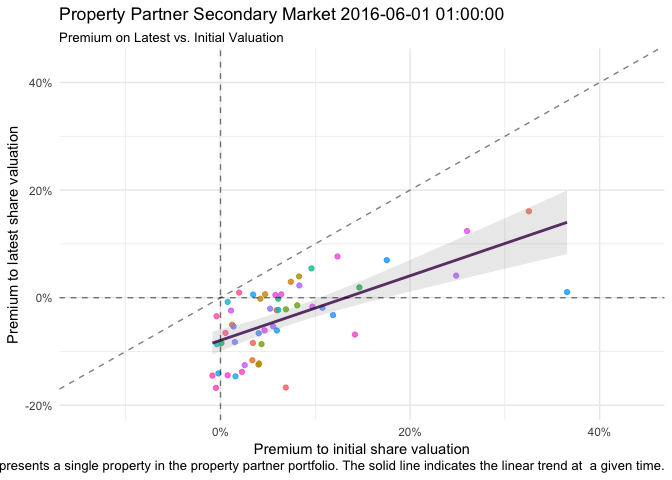 Property Partner Secondary Market 2016-06-01 01:00:00
Premium on Latest vs. Initial Valuation
Premium to latest share valuation
40%
20%
0%
-20%
0%
20%
40%
Premium to initial share valuation
presents a single property in the property partner portfolio. The solid line indicates the linear trend at  a given time.